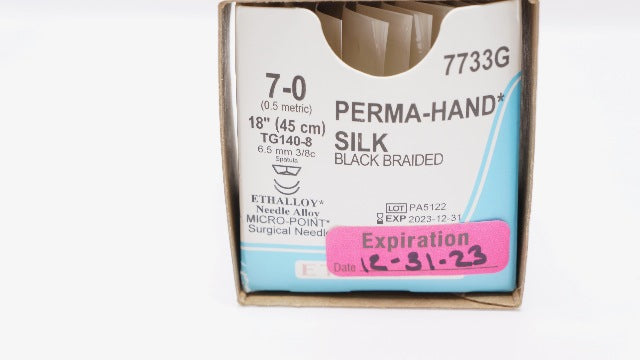 7733G
7-0
(0.5 metric)
18" (45 cm)
TG140-8
6.5 mm 3/8c
Spatula
ETHALLOY*
Needle Alloy
MICRO-POINT*
Surgical Needle
PERMA-HAND*
SILK
BLACK BRAIDED
LOT PA5122
EXP 2023-12-31
Expiration
Date 12-31-23